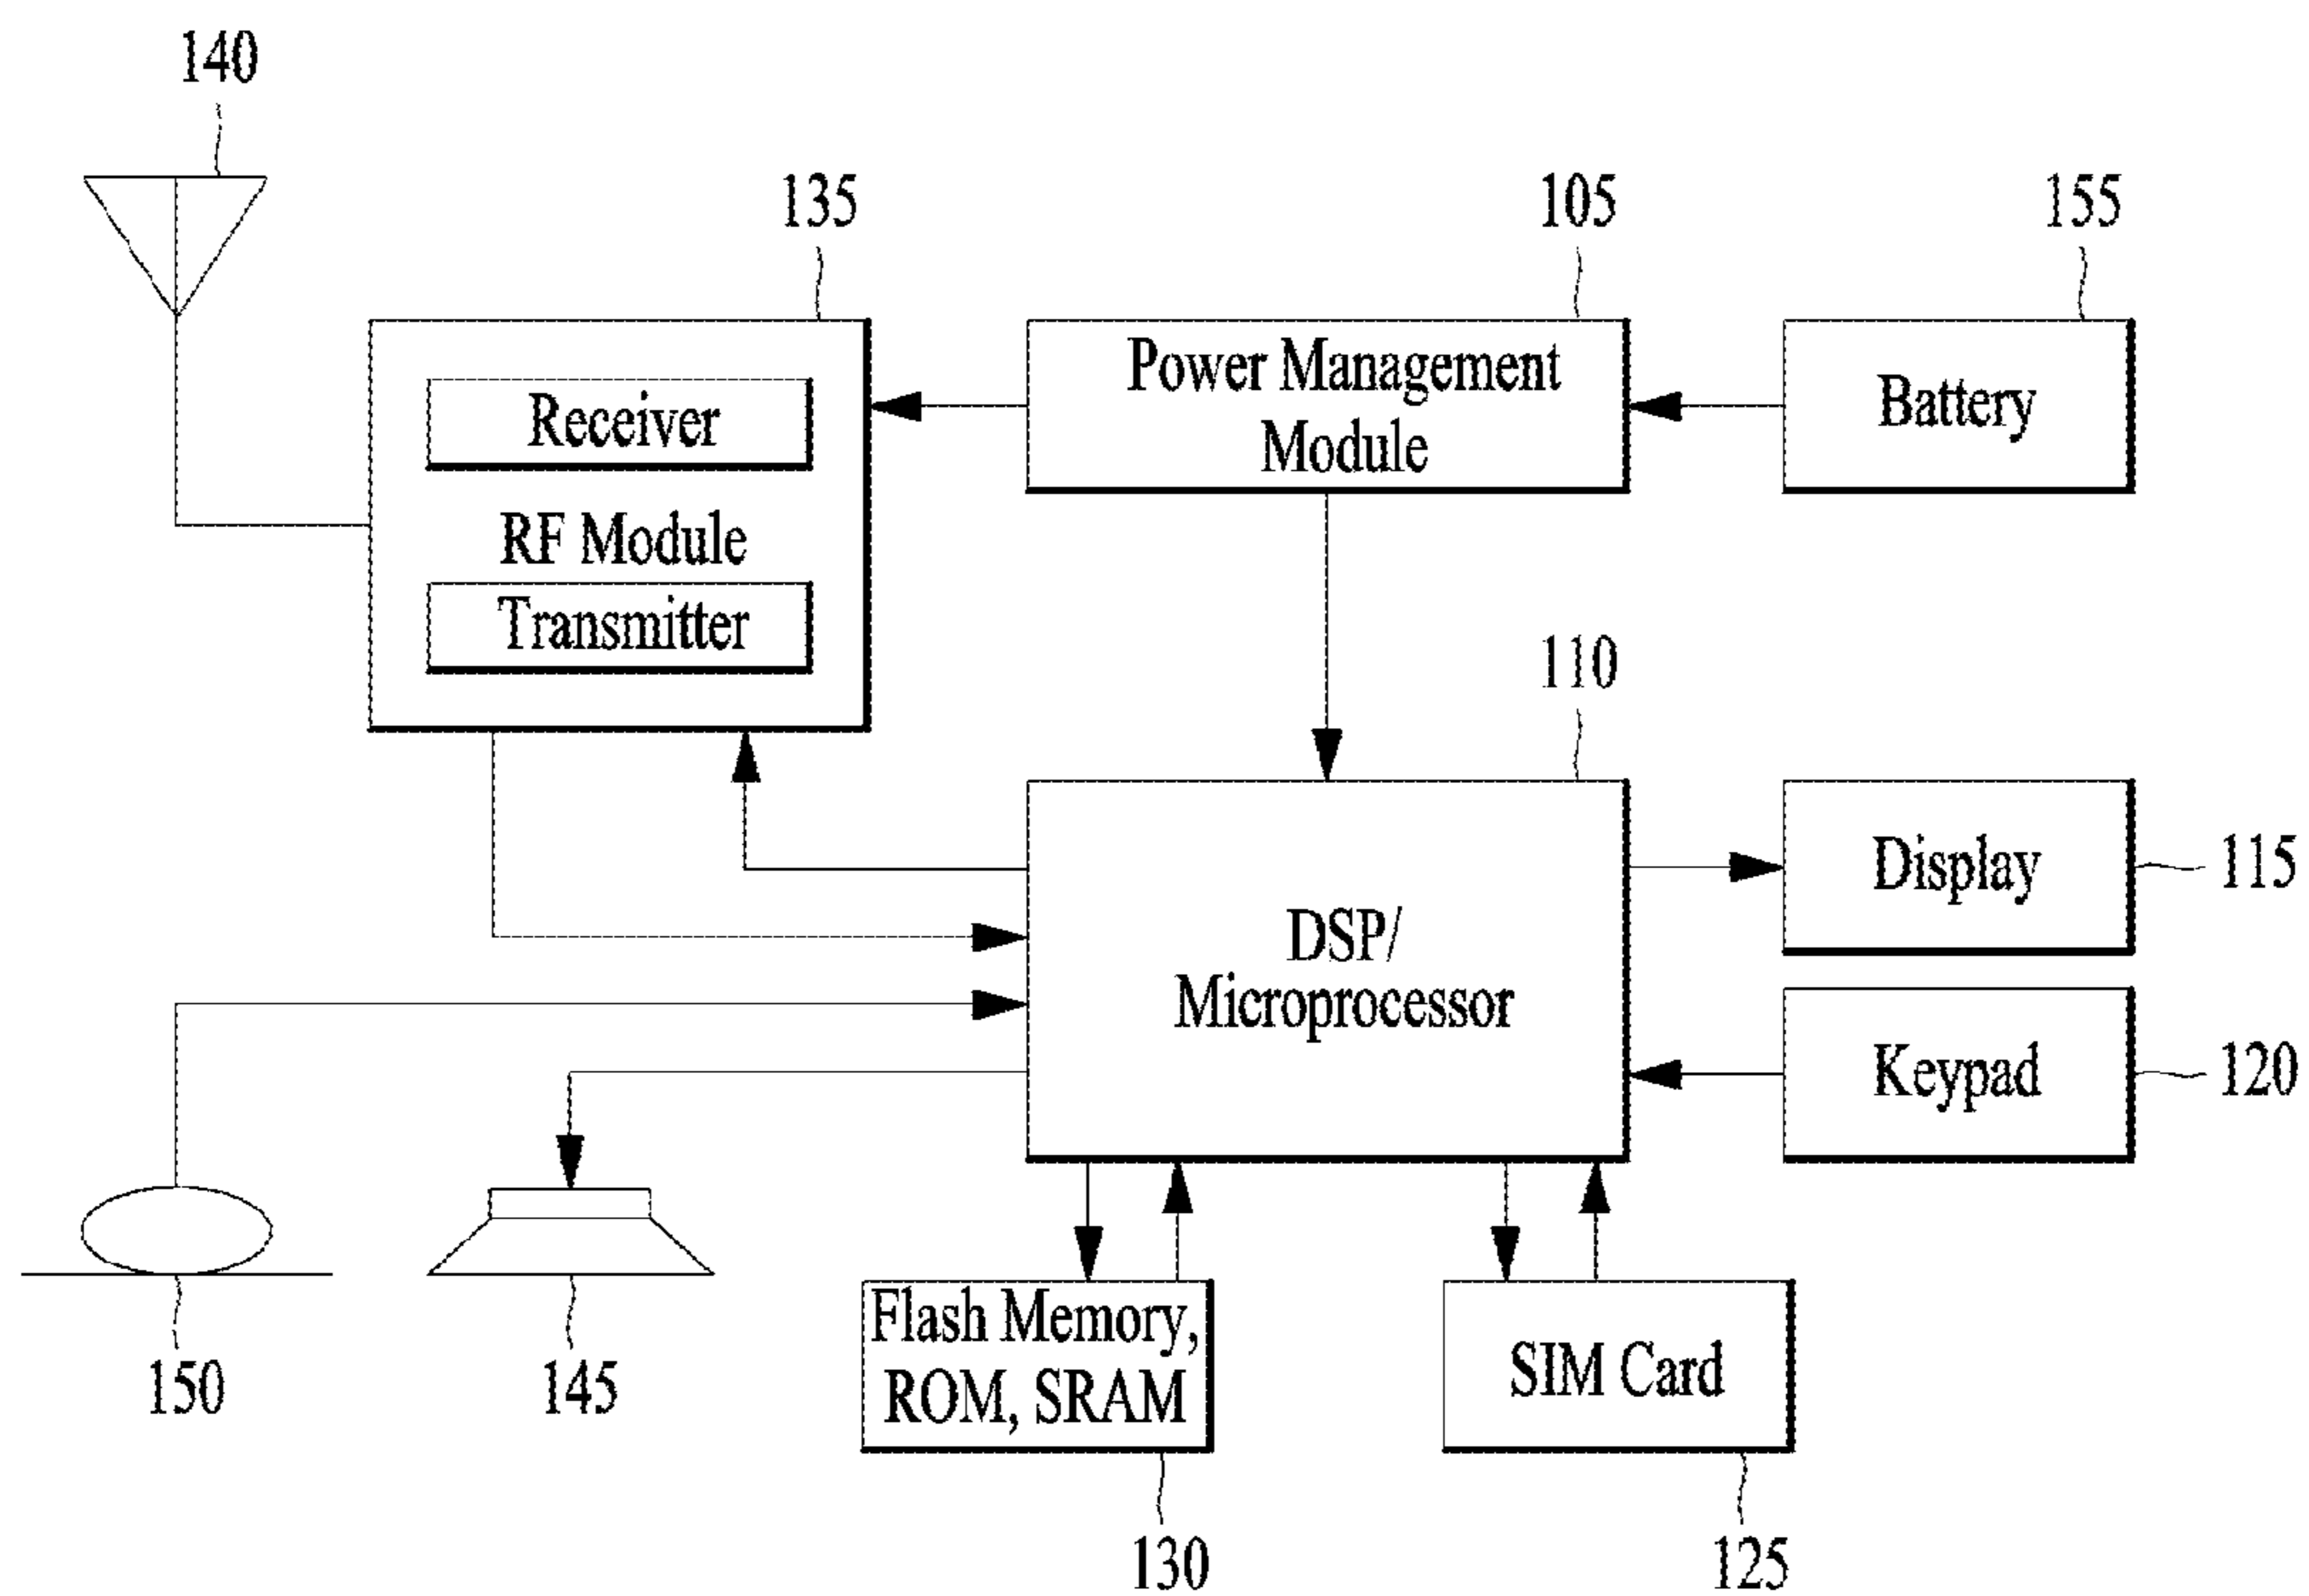 140
135
105
155
Receiver
RF Module
Transmitter
Power Management
Module
Battery
110
DSP/
Microprocessor
Display
115
Keypad
120
150
145
Flash Memory,
ROM, SRAM
130
SIM Card
125